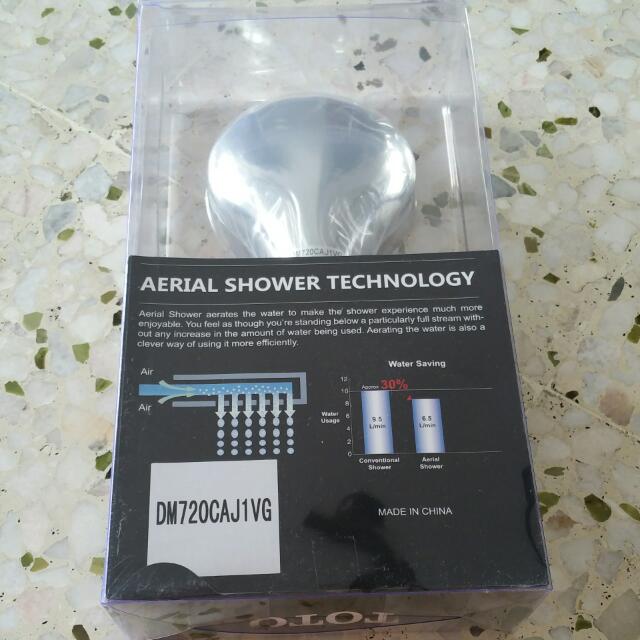 M720CAJ1VG
AERIAL SHOWER TECHNOLOGY
Aerial Shower aerates the water to make the shower experience much more
enjoyable. You feel as though you're standing below a particularly full stream with-
out any increase in the amount of water being used. Aerating the water is also a
clever way of using it more efficiently.
Air
Air
Water Saving
Water
Usage
12
10
8
6
4
2
0
Approx 30%
9.5
L/min
6.5
L/min
Conventional
Shower
Aerial
Shower
DM720CAJ1VG
MADE IN CHINA
TOTO